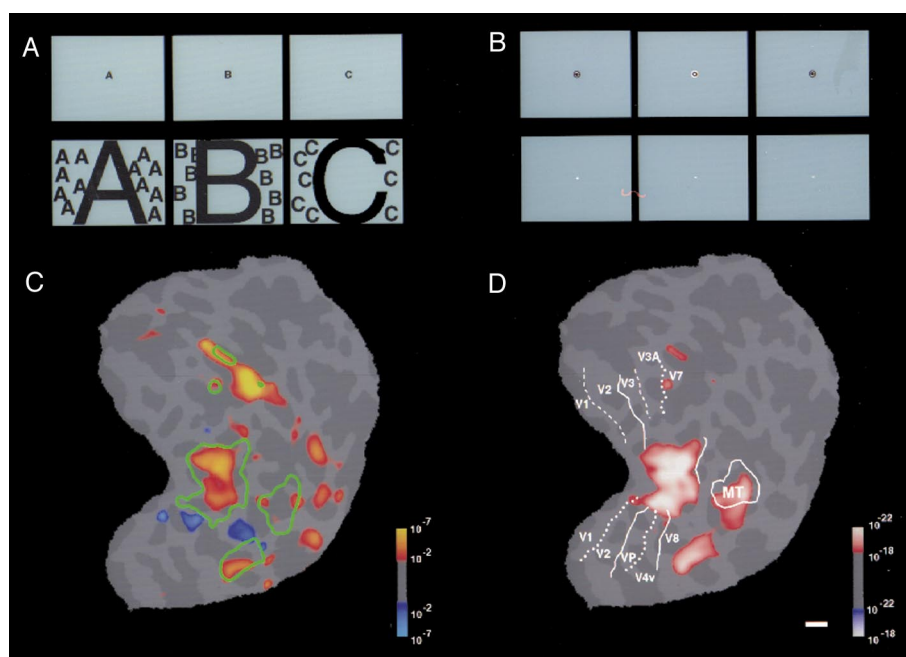 A
A B C
A A A A A A A A A A A A A
B B B B B B B B B B B
C C C C C C C C C
B
C
10-7
10-2
10-2
10-7
D
V3A
V7
V3
V2
V1
MT
V1
V2
VP
V8
V4v
10-22
10-18
10-22
10-18